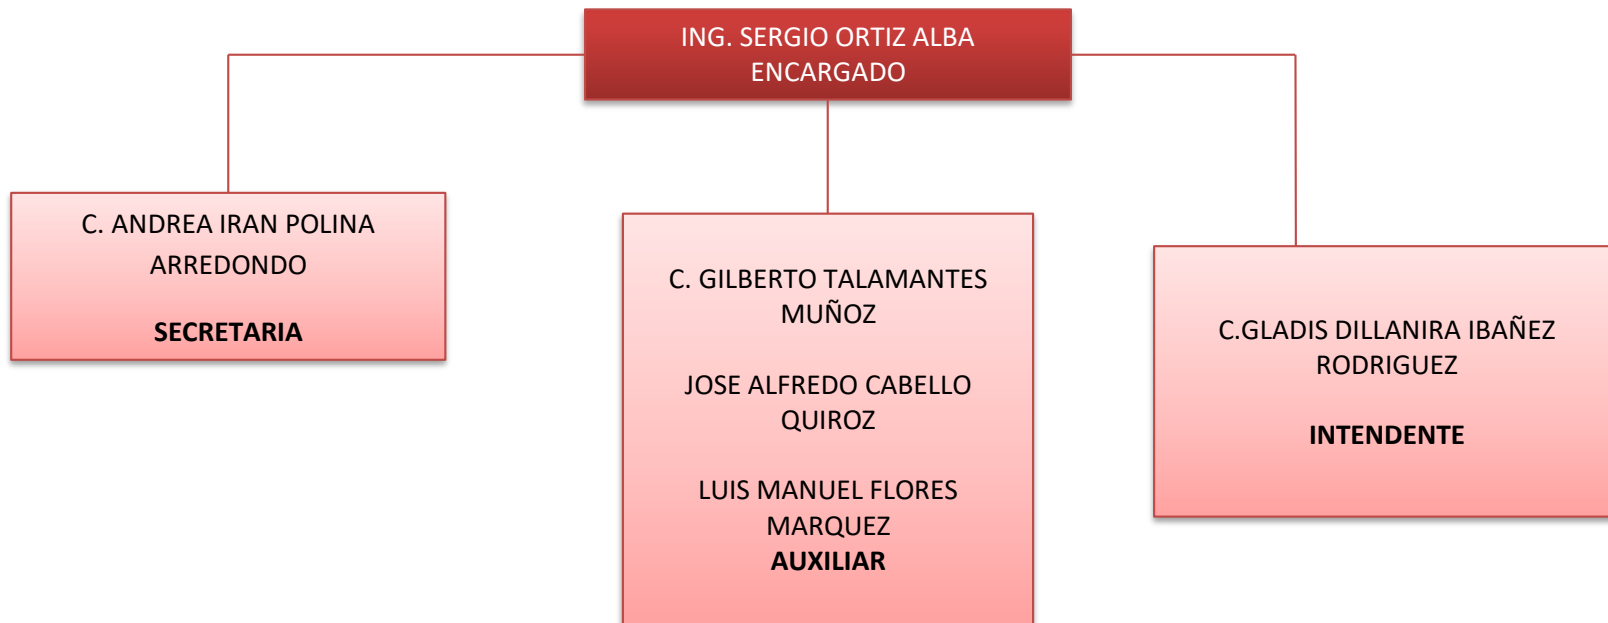 ING. SERGIO ORTIZ ALBA
ENCARGADO
C. ANDREA IRAN POLINA
ARREDONDO
SECRETARIA
C. GILBERTO TALAMANTES
MUÑOZ
JOSE ALFREDO CABELLO
QUIROZ
LUIS MANUEL FLORES
MARQUEZ
AUXILIAR
C.GLADIS DILLANIRA IBAÑEZ
RODRIGUEZ
INTENDENTE